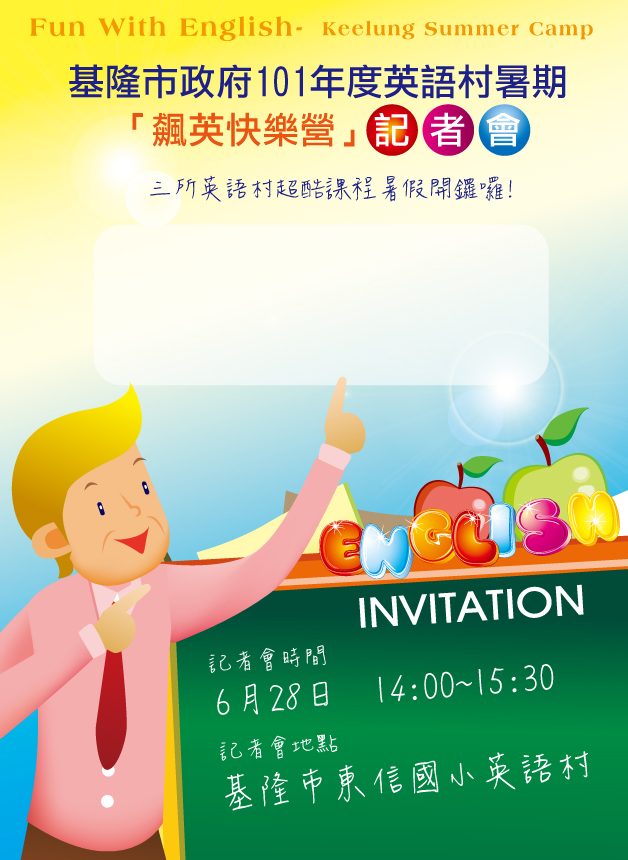 Fun With English- Keelung Summer Camp
基隆市政府101年度英語村暑期
「飆英快樂營」記者會
三所英語村超酷課程暑假開鑼囉!
ENGLISH
INVITATION
記者會時間
6月28日 14:00~15:30
記者會地點
基隆市東信國小英語村